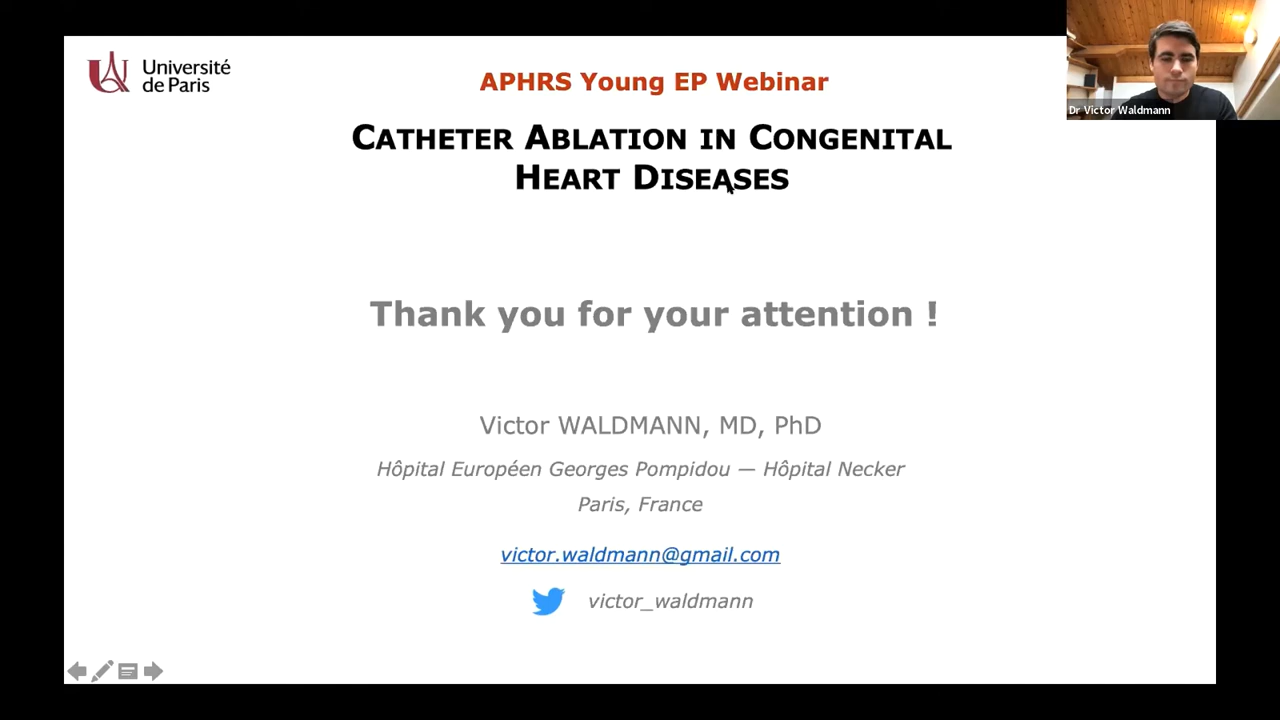 Université
de Paris
APHRS Young EP Webinar
CATHETER ABLATION IN CONGENITAL
HEART DISEASES
Dr Victor Waldmann
Thank you for your attention !
Victor WALDMANN, MD, PhD
Hôpital Européen Georges Pompidou — Hôpital Necker
Paris, France
victor.waldmann@gmail.com
victor_waldmann